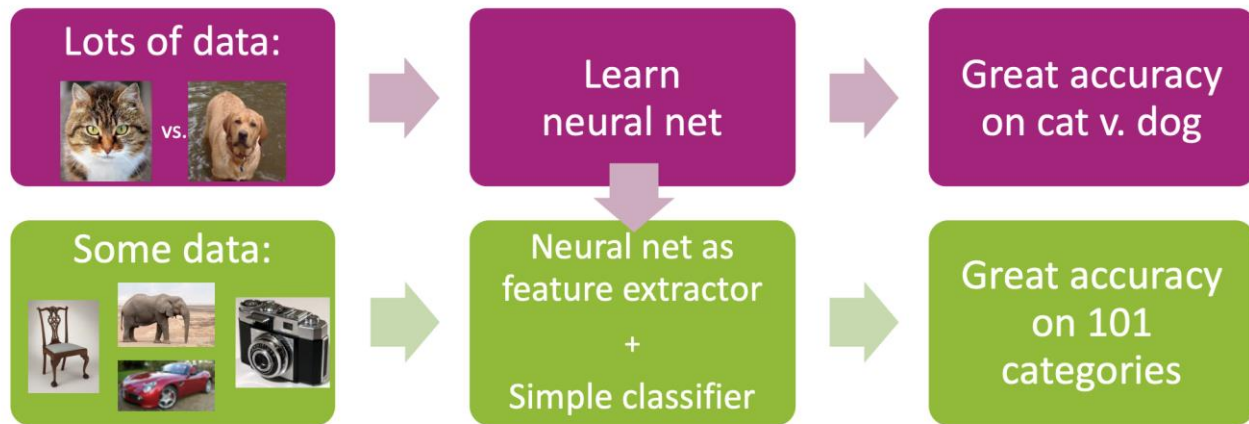 Lots of data:
vs.
Learn
neural net
Great accuracy
on cat v. dog
Some data:
Neural net as
feature extractor
+
Simple classifier
Great accuracy
on 101
categories